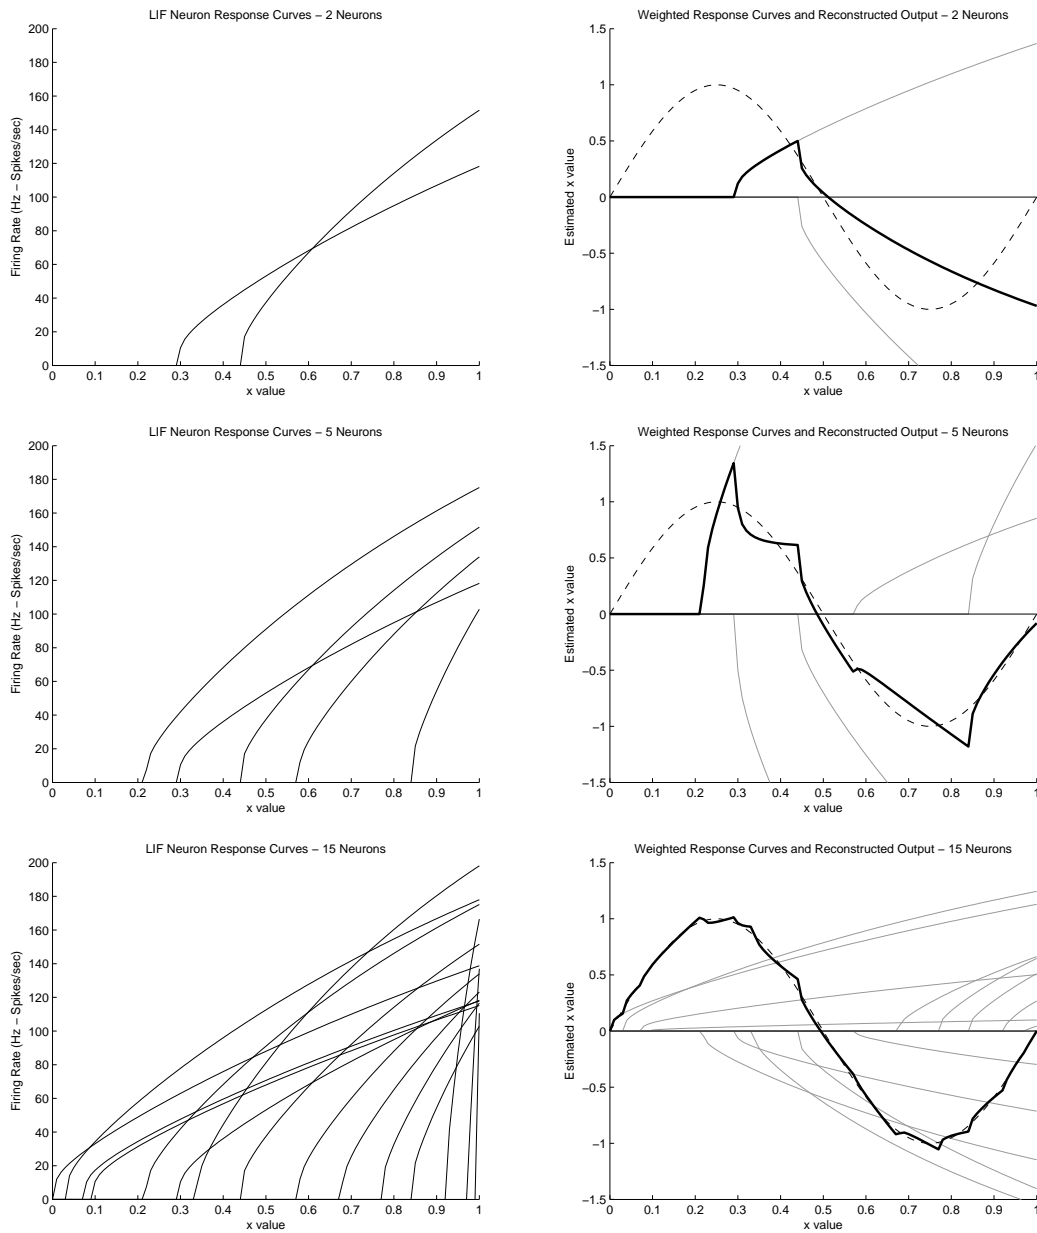 LIF Neuron Response Curves – 2 Neurons
200
180
160
140
120
100
80
60
40
20
0
Firing Rate (Hz – Spikes/sec)
0 0.1 0.2 0.3 0.4 0.5 0.6 0.7 0.8 0.9 1
x value
Weighted Response Curves and Reconstructed Output – 2 Neurons
1.5
1
0.5
0
−0.5
−1
−1.5
Estimated x value
0 0.1 0.2 0.3 0.4 0.5 0.6 0.7 0.8 0.9 1
x value
LIF Neuron Response Curves – 5 Neurons
200
180
160
140
120
100
80
60
40
20
0
Firing Rate (Hz – Spikes/sec)
0 0.1 0.2 0.3 0.4 0.5 0.6 0.7 0.8 0.9 1
x value
Weighted Response Curves and Reconstructed Output – 5 Neurons
1.5
1
0.5
0
−0.5
−1
−1.5
Estimated x value
0 0.1 0.2 0.3 0.4 0.5 0.6 0.7 0.8 0.9 1
x value
LIF Neuron Response Curves – 15 Neurons
200
180
160
140
120
100
80
60
40
20
0
Firing Rate (Hz – Spikes/sec)
0 0.1 0.2 0.3 0.4 0.5 0.6 0.7 0.8 0.9 1
x value
Weighted Response Curves and Reconstructed Output – 15 Neurons
1.5
1
0.5
0
−0.5
−1
−1.5
Estimated x value
0 0.1 0.2 0.3 0.4 0.5 0.6 0.7 0.8 0.9 1
x value